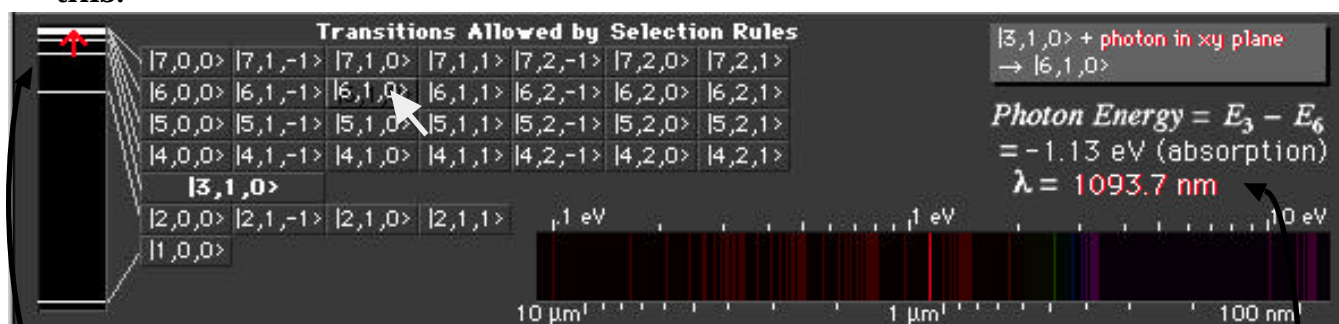 this.
Transitions Allowed by Selection Rules
|7,0,0> |7,1,-1> |7,1,0> |7,1,1> |7,2,-1> |7,2,0> |7,2,1>
|6,0,0> |6,1,-1> |6,1,0> |6,1,1> |6,2,-1> |6,2,0> |6,2,1>
|5,0,0> |5,1,-1> |5,1,0> |5,1,1> |5,2,-1> |5,2,0> |5,2,1>
|4,0,0> |4,1,-1> |4,1,0> |4,1,1> |4,2,-1> |4,2,0> |4,2,1>
|3,1,0>
|2,0,0> |2,1,-1> |2,1,0> |2,1,1>
|1,0,0>
|3,1,0> + photon in xy plane
→ |6,1,0>
Photon Energy = E₃ − E₆
= -1.13 eV (absorption)
λ = 1093.7 nm
.1 eV 1 eV 10 eV
10 µm 1 µm 100 nm